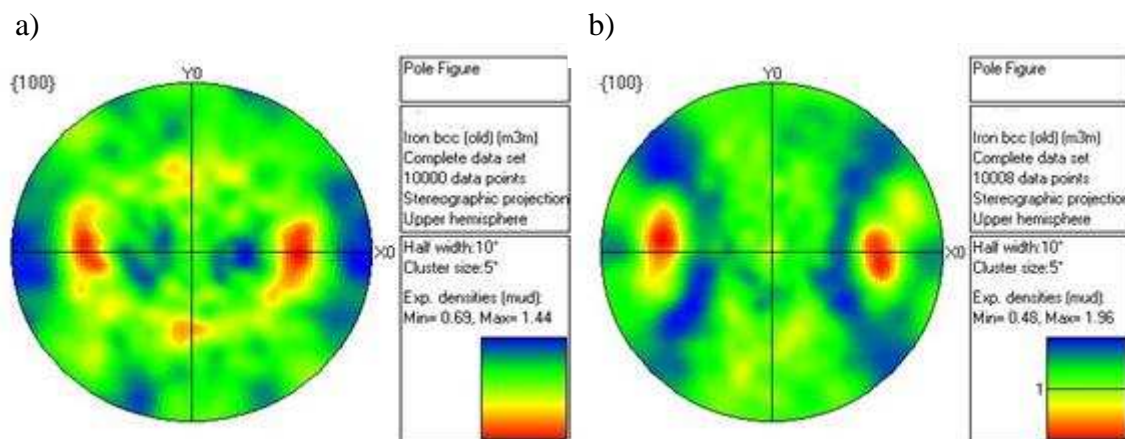 a)
{100}
Y0
X0
Pole Figure
Iron bcc (old) (m3m)
Complete data set
10000 data points
Stereographic projection
Upper hemisphere
Half width:10°
Cluster size:5°
Exp. densities (mud):
Min= 0.69, Max= 1.44
b)
{100}
Y0
X0
Pole Figure
Iron bcc (old) (m3m)
Complete data set
10008 data points
Stereographic projection
Upper hemisphere
Half width:10°
Cluster size:5°
Exp. densities (mud):
Min= 0.48, Max= 1.96
1